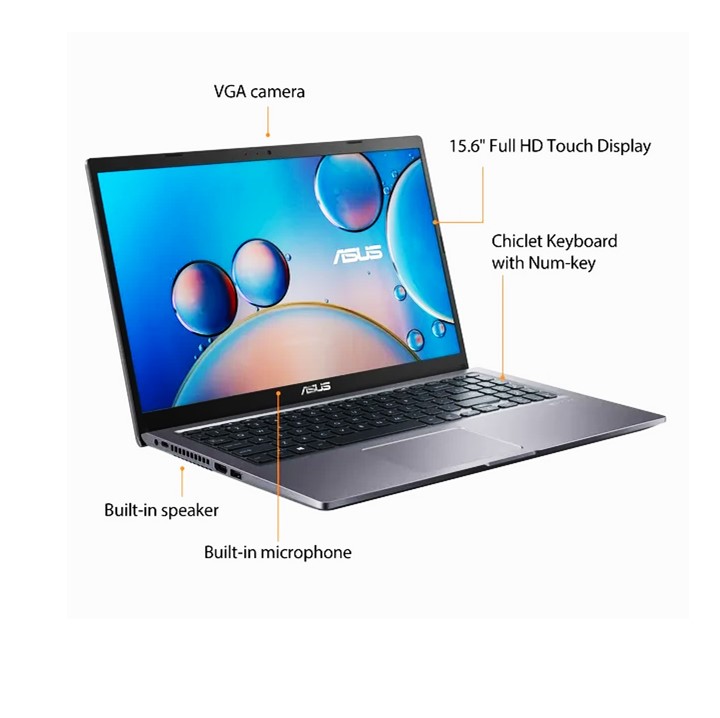 VGA camera
15.6" Full HD Touch Display
Chiclet Keyboard
with Num-key
ASUS
ASUS
Built-in speaker
Built-in microphone